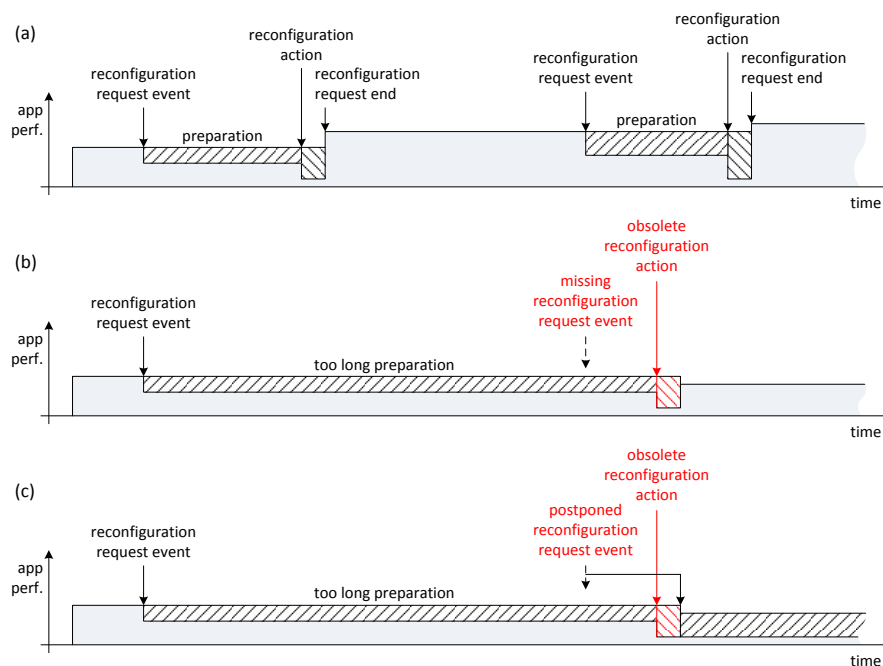 (a)
reconfiguration
request event
reconfiguration
action
reconfiguration
request end
reconfiguration
request event
reconfiguration
action
reconfiguration
request end
app
perf.
preparation
preparation
time
(b)
reconfiguration
request event
missing
reconfiguration
request event
obsolete
reconfiguration
action
app
perf.
too long preparation
time
(c)
reconfiguration
request event
postponed
reconfiguration
request event
obsolete
reconfiguration
action
app
perf.
too long preparation
time